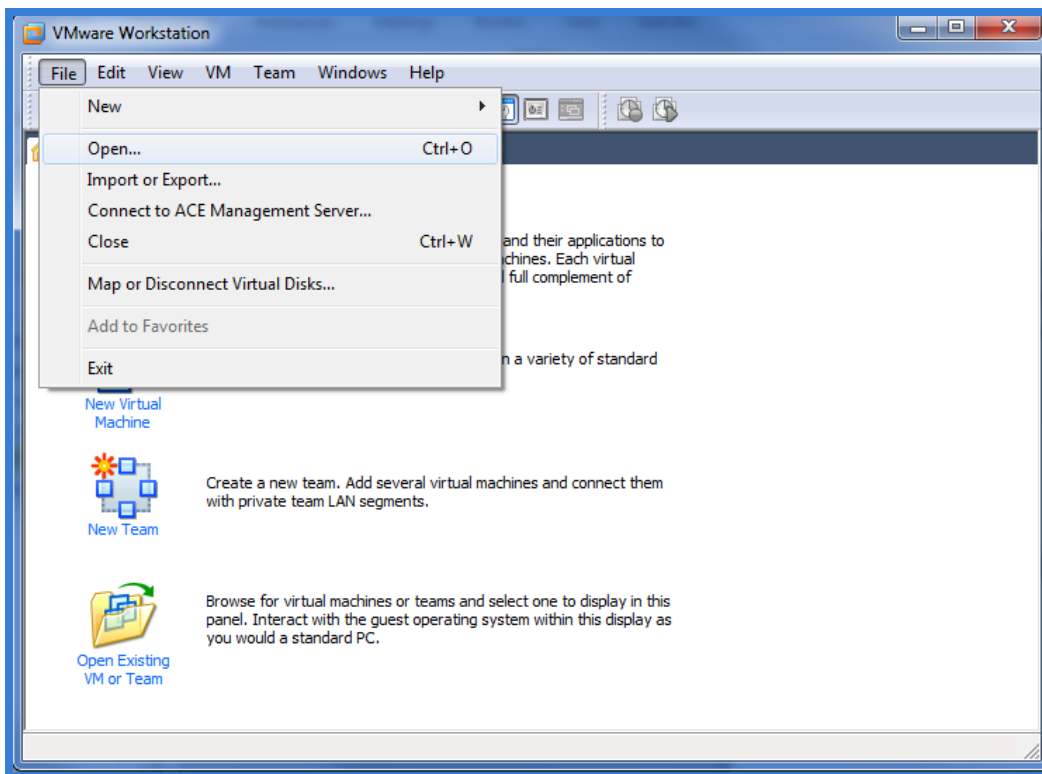 VMware Workstation
File Edit View VM Team Windows Help
New
Open... Ctrl+O
Import or Export...
Connect to ACE Management Server...
Close Ctrl+W
Map or Disconnect Virtual Disks...
Add to Favorites
Exit
and their applications to
chines. Each virtual
full complement of
a variety of standard
New Virtual
Machine
Create a new team. Add several virtual machines and connect them
with private team LAN segments.
New Team
Browse for virtual machines or teams and select one to display in this
panel. Interact with the guest operating system within this display as
you would a standard PC.
Open Existing
VM or Team